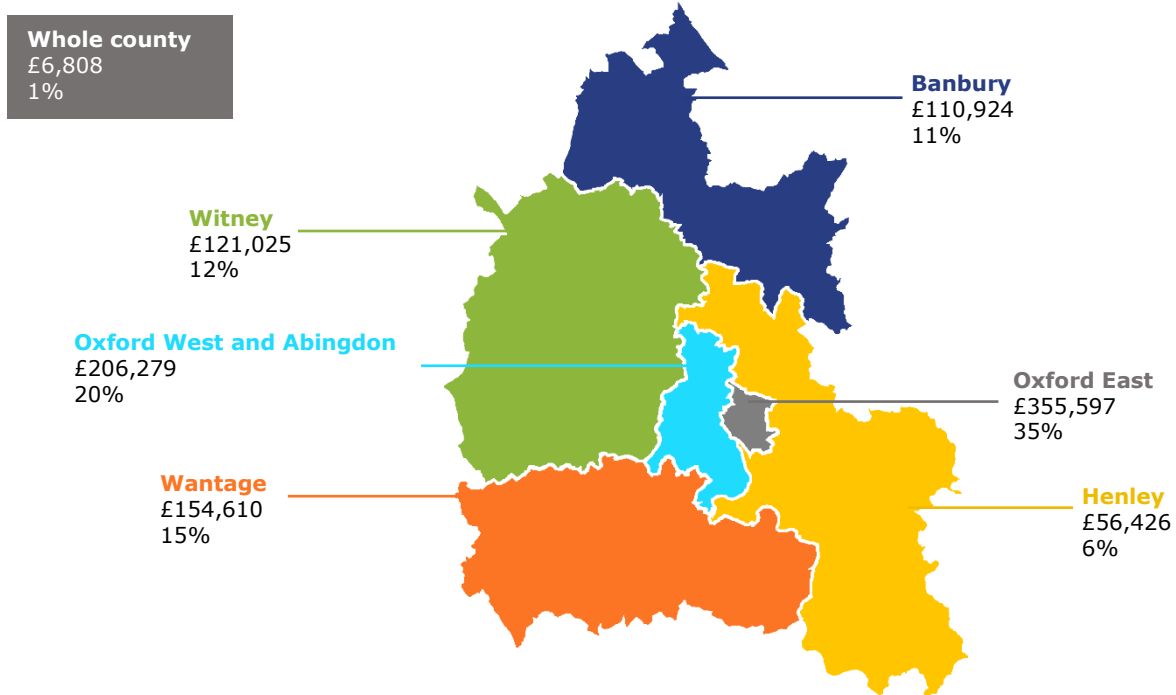 Whole county
£6,808
1%
Banbury
£110,924
11%
Witney
£121,025
12%
Oxford West and Abingdon
£206,279
20%
Oxford East
£355,597
35%
Wantage
£154,610
15%
Henley
£56,426
6%